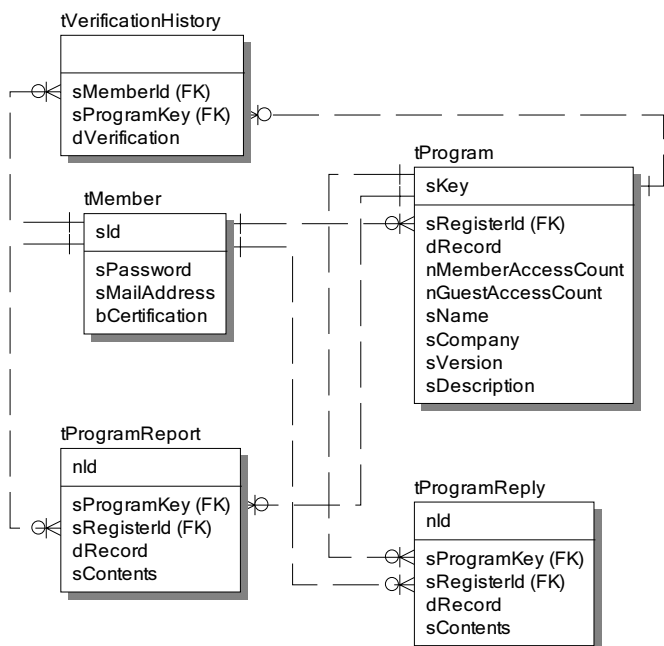 tVerificationHistory
sMemberId (FK)
sProgramKey (FK)
dVerification
tMember
sId
sPassword
sMailAddress
bCertification
tProgram
sKey
sRegisterId (FK)
dRecord
nMemberAccessCount
nGuestAccessCount
sName
sCompany
sVersion
sDescription
tProgramReport
nId
sProgramKey (FK)
sRegisterId (FK)
dRecord
sContents
tProgramReply
nId
sProgramKey (FK)
sRegisterId (FK)
dRecord
sContents